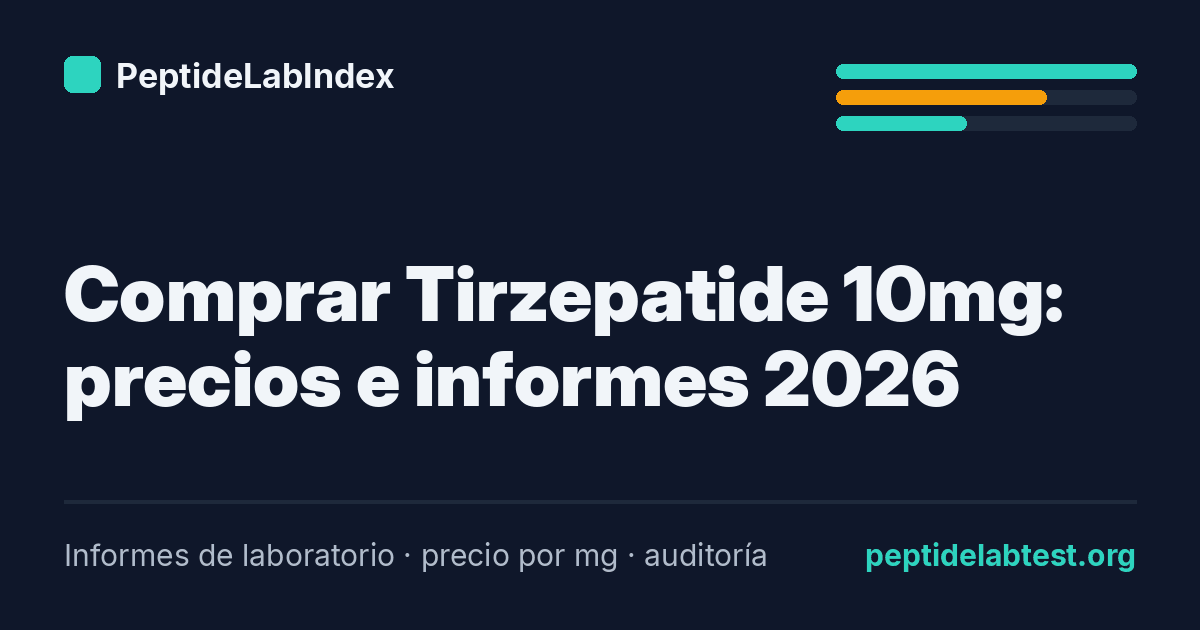 PeptideLabIndex
Comprar Tirzepatide 10mg:
precios e informes 2026
Informes de laboratorio · precio por mg · auditoría
peptidelabtest.org